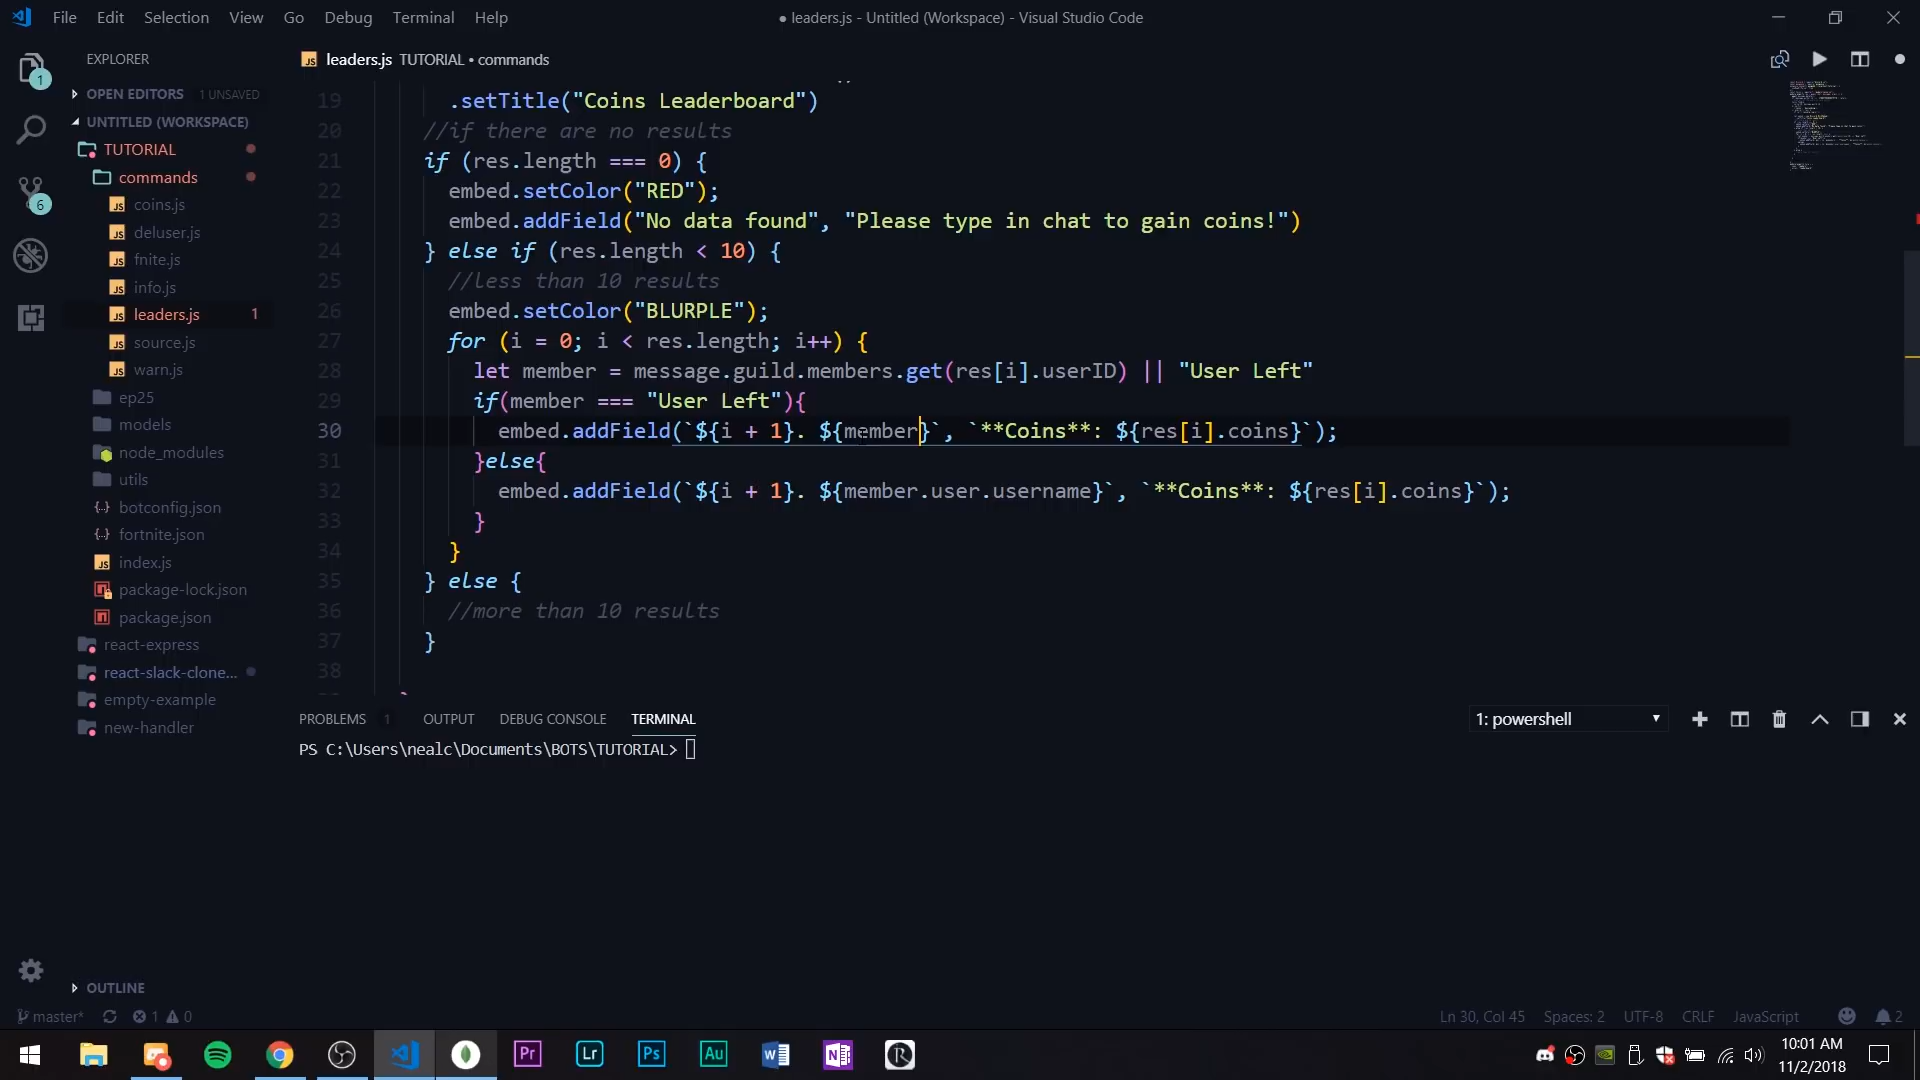 File Edit Selection View Go Debug Terminal Help
● leaders.js - Untitled (Workspace) - Visual Studio Code
EXPLORER
OPEN EDITORS 1 UNSAVED
UNTITLED (WORKSPACE)
TUTORIAL
commands
coins.js
deluser.js
fnite.js
info.js
leaders.js 1
source.js
warn.js
ep25
models
node_modules
utils
botconfig.json
fortnite.json
index.js
package-lock.json
package.json
react-express
react-slack-clone...
empty-example
new-handler
OUTLINE
1
6
leaders.js TUTORIAL • commands
19 .setTitle("Coins Leaderboard")
20 //if there are no results
21 if (res.length === 0) {
22 embed.setColor("RED");
23 embed.addField("No data found", "Please type in chat to gain coins!")
24 } else if (res.length < 10) {
25 //less than 10 results
26 embed.setColor("BLURPLE");
27 for (i = 0; i < res.length; i++) {
28 let member = message.guild.members.get(res[i].userID) || "User Left"
29 if(member === "User Left"){
30 embed.addField(`${i + 1}. ${member}`, `**Coins**: ${res[i].coins}`);
31 }else{
32 embed.addField(`${i + 1}. ${member.user.username}`, `**Coins**: ${res[i].coins}`);
33 }
34 }
35 } else {
36 //more than 10 results
37 }
38
PROBLEMS 1 OUTPUT DEBUG CONSOLE TERMINAL
1: powershell
PS C:\Users\nealc\Documents\BOTS\TUTORIAL>
master* 1 0
Ln 30, Col 45 Spaces: 2 UTF-8 CRLF JavaScript 2
Pr Lr Ps Au
10:01 AM
11/2/2018